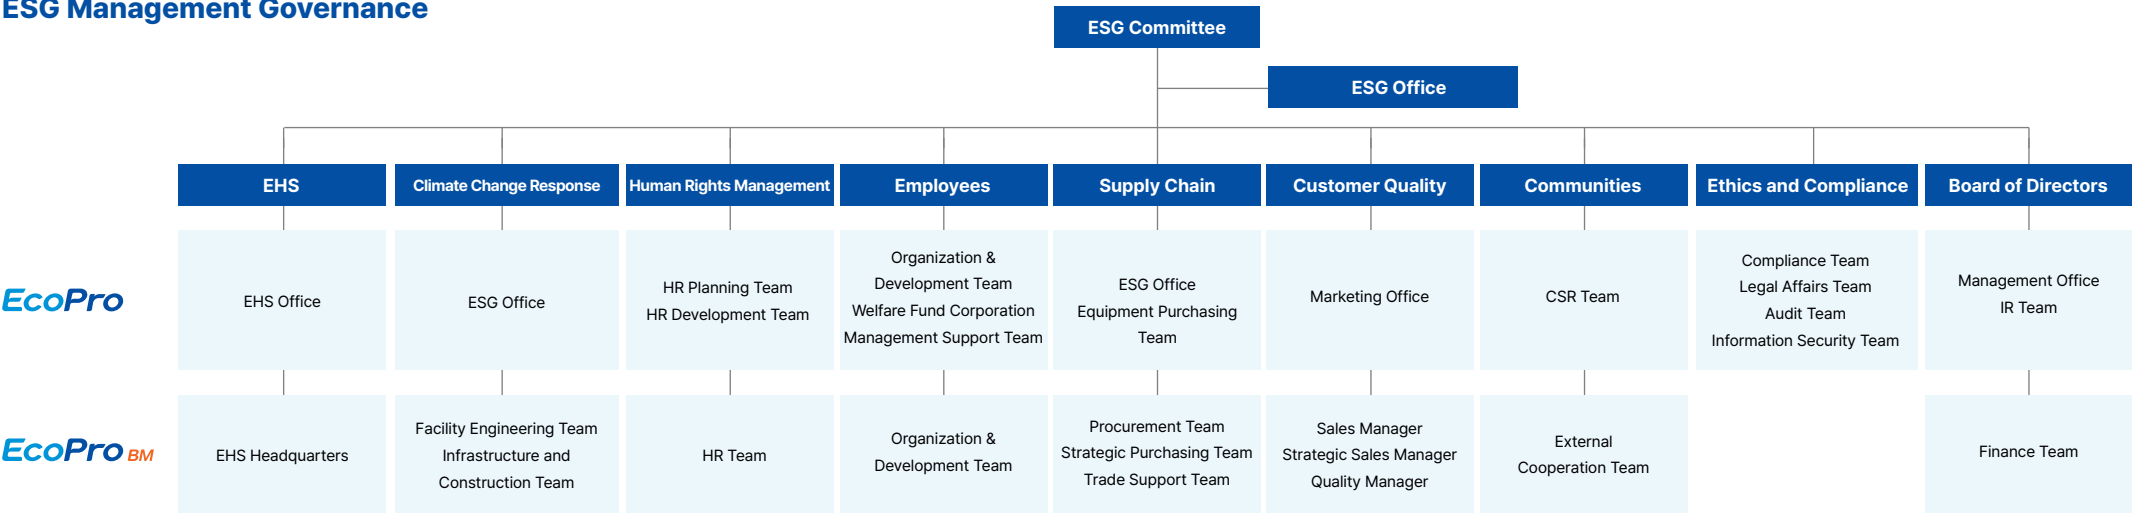 ESG Management Governance
ESG Committee
ESG Office
EHS
Climate Change Response
Human Rights Management
Employees
Supply Chain
Customer Quality
Communities
Ethics and Compliance
Board of Directors
EcoPro
EHS Office
ESG Office
HR Planning Team
HR Development Team
Organization &
Development Team
Welfare Fund Corporation
Management Support Team
ESG Office
Equipment Purchasing
Team
Marketing Office
CSR Team
Compliance Team
Legal Affairs Team
Audit Team
Information Security Team
Management Office
IR Team
EcoPro BM
EHS Headquarters
Facility Engineering Team
Infrastructure and
Construction Team
HR Team
Organization &
Development Team
Procurement Team
Strategic Purchasing Team
Trade Support Team
Sales Manager
Strategic Sales Manager
Quality Manager
External
Cooperation Team
Finance Team